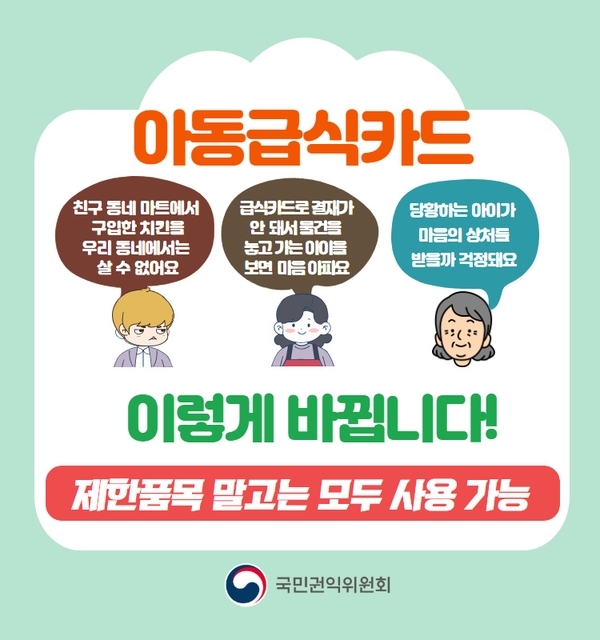 아동급식카드
친구 동네 마트에서
구입한 치킨을
우리 동네에서는
살 수 없어요
급식카드로 결재가
안 돼서 물건을
놓고 가는 아이를
보면 마음 아파요
당황하는 아이가
마음의 상처를
받을까 걱정돼요
이렇게 바뀝니다!
제한품목 말고는 모두 사용 가능
국민권익위원회